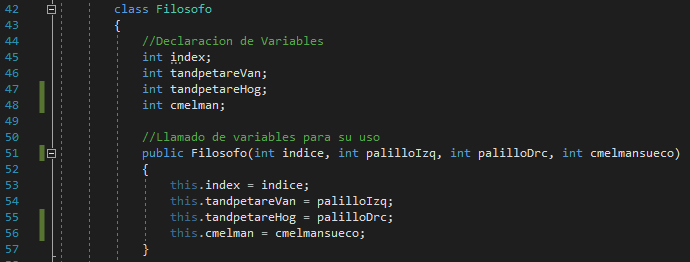 42 class Filosofo
43 {
44 //Declaracion de Variables
45 int index;
46 int tandpetareVan;
47 int tandpetareHog;
48 int cmelman;
49
50 //Llamado de variables para su uso
51 public Filosofo(int indice, int palilloIzq, int palilloDrc, int cmelmansueco)
52 {
53 this.index = indice;
54 this.tandpetareVan = palilloIzq;
55 this.tandpetareHog = palilloDrc;
56 this.cmelman = cmelmansueco;
57 }